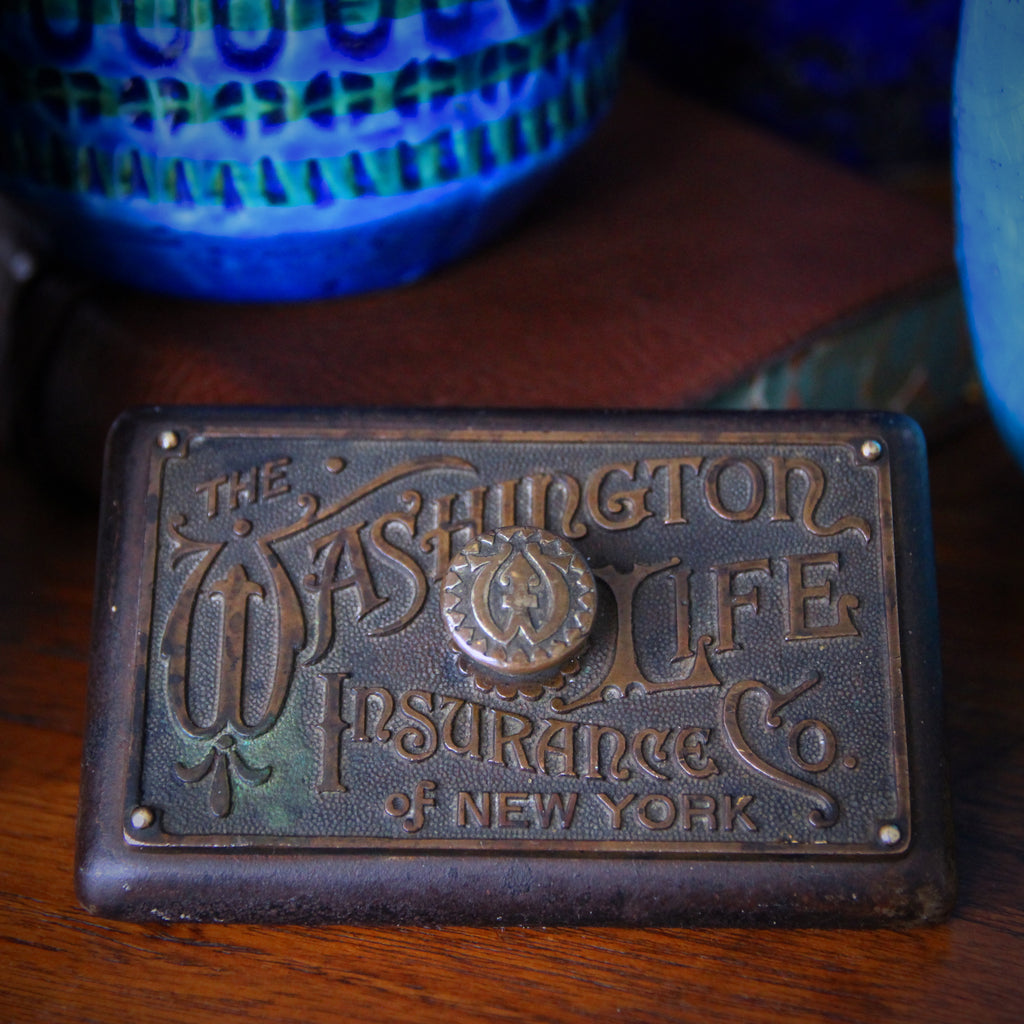 THE
WASHINGTON
LIFE
INSURANCE CO.
of NEW YORK
W